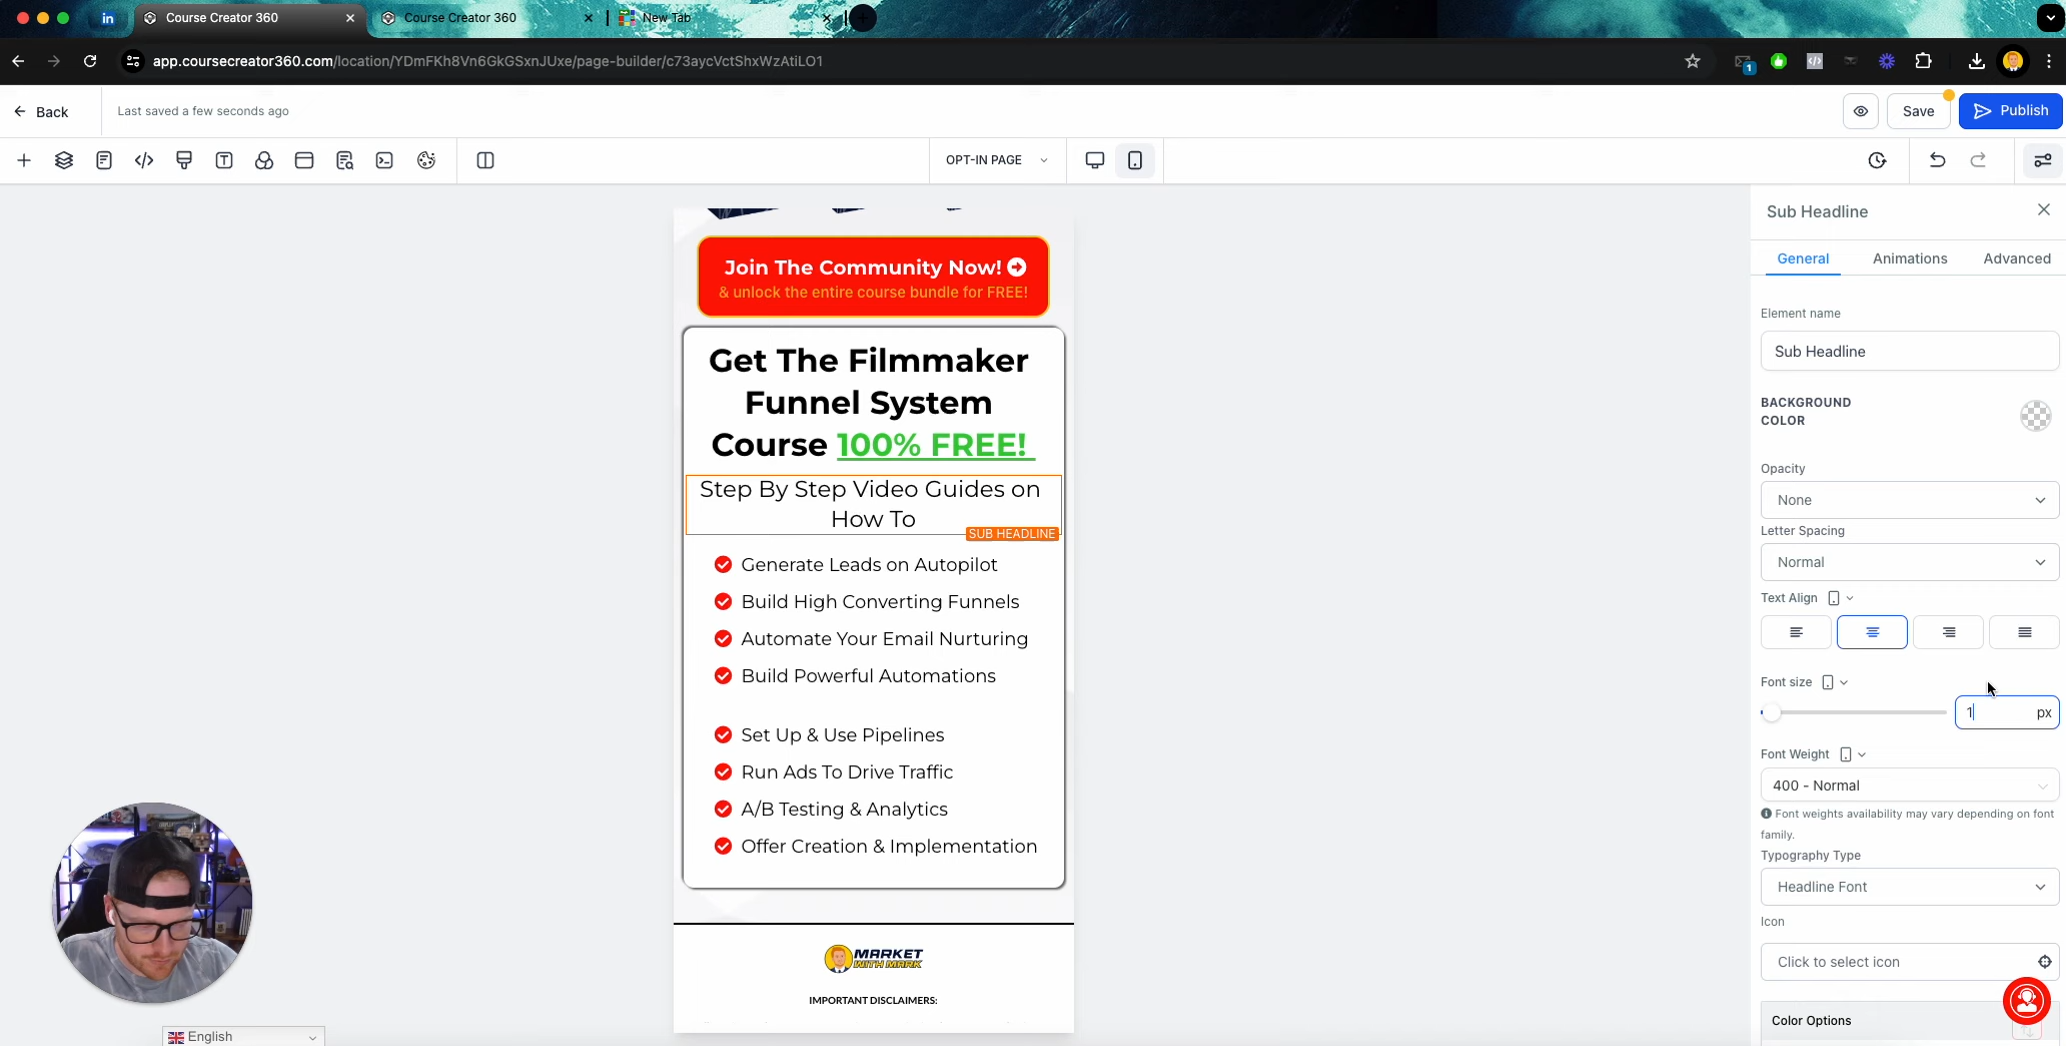 Course Creator 360
Course Creator 360
New Tab
app.coursecreator360.com/location/YDmFKh8Vn6GkGSxnJUxe/page-builder/c73aycVctShxWzAtiLO1
1
Back
Last saved a few seconds ago
Save
Publish
OPT-IN PAGE
Join The Community Now!
& unlock the entire course bundle for FREE!
Get The Filmmaker
Funnel System
Course 100% FREE!
Step By Step Video Guides on
How To
SUB HEADLINE
Generate Leads on Autopilot
Build High Converting Funnels
Automate Your Email Nurturing
Build Powerful Automations
Set Up & Use Pipelines
Run Ads To Drive Traffic
A/B Testing & Analytics
Offer Creation & Implementation
MARKET
WITH MARK
IMPORTANT DISCLAIMERS:
English
Sub Headline
General
Animations
Advanced
Element name
Sub Headline
BACKGROUND
COLOR
Opacity
None
Letter Spacing
Normal
Text Align
Font size
1
px
Font Weight
400 - Normal
Font weights availability may vary depending on font
family.
Typography Type
Headline Font
Icon
Click to select icon
Color Options